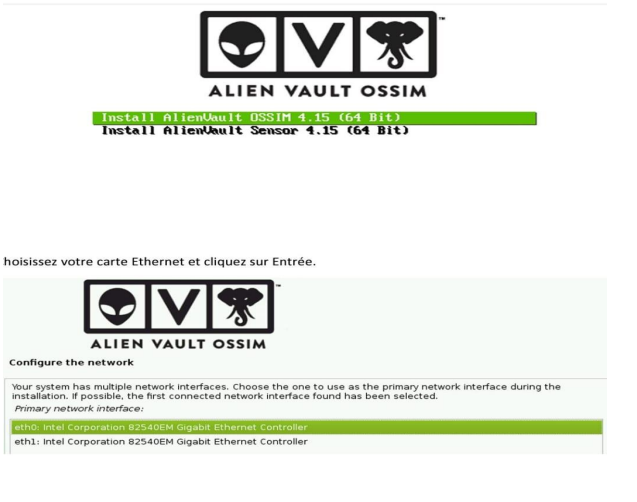 ALIEN VAULT OSSIM
Install AlienVault OSSIM 4.15 (64 Bit)
Install AlienVault Sensor 4.15 (64 Bit)
hoisissez votre carte Ethernet et cliquez sur Entrée.
ALIEN VAULT OSSIM
Configure the network
Your system has multiple network interfaces. Choose the one to use as the primary network interface during the
installation. If possible, the first connected network interface found has been selected.
Primary network interface:
eth0: Intel Corporation 82540EM Gigabit Ethernet Controller
eth1: Intel Corporation 82540EM Gigabit Ethernet Controller